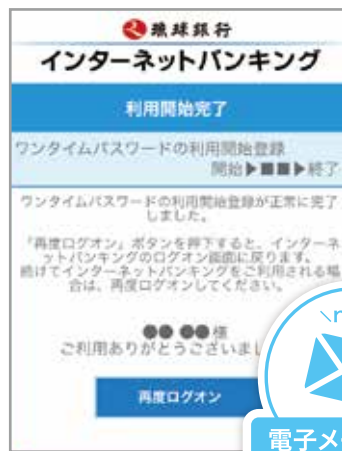 琉球銀行
インターネットバンキング
利用開始完了
ワンタイムパスワードの利用開始登録
開始▶■■▶終了
ワンタイムパスワードの利用開始登録が正常に完了
しました。
「再度ログオン」ボタンを押下すると、インターネ
ットバンキングのログオン画面に戻ります。
続けてインターネットバンキングをご利用される場
合は、再度ログオンしてください。
●● ●● 様
ご利用ありがとうございまし
再度ログオン
電子メ